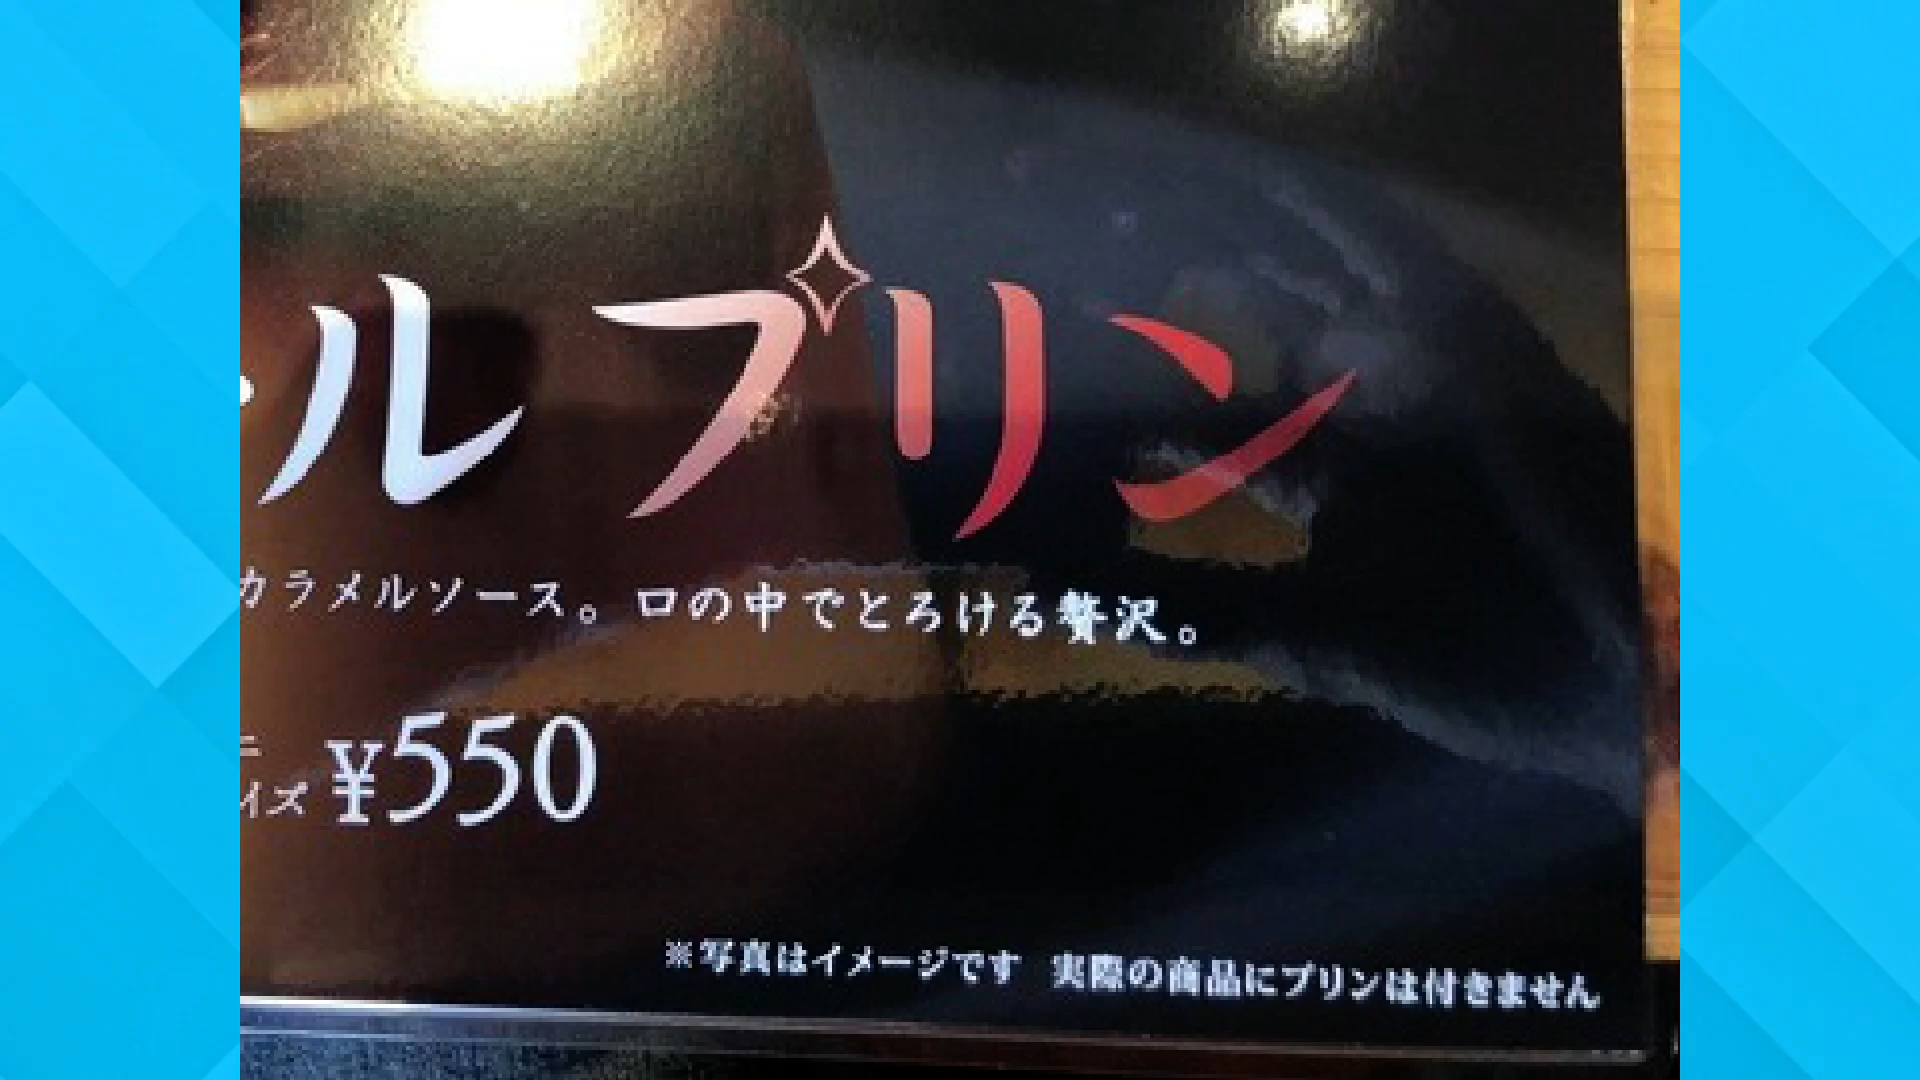 ル プリン
カラメルソース。口の中でとろける贅沢。
ニ
イズ ¥550
※写真はイメージです 実際の商品にプリンは付きません